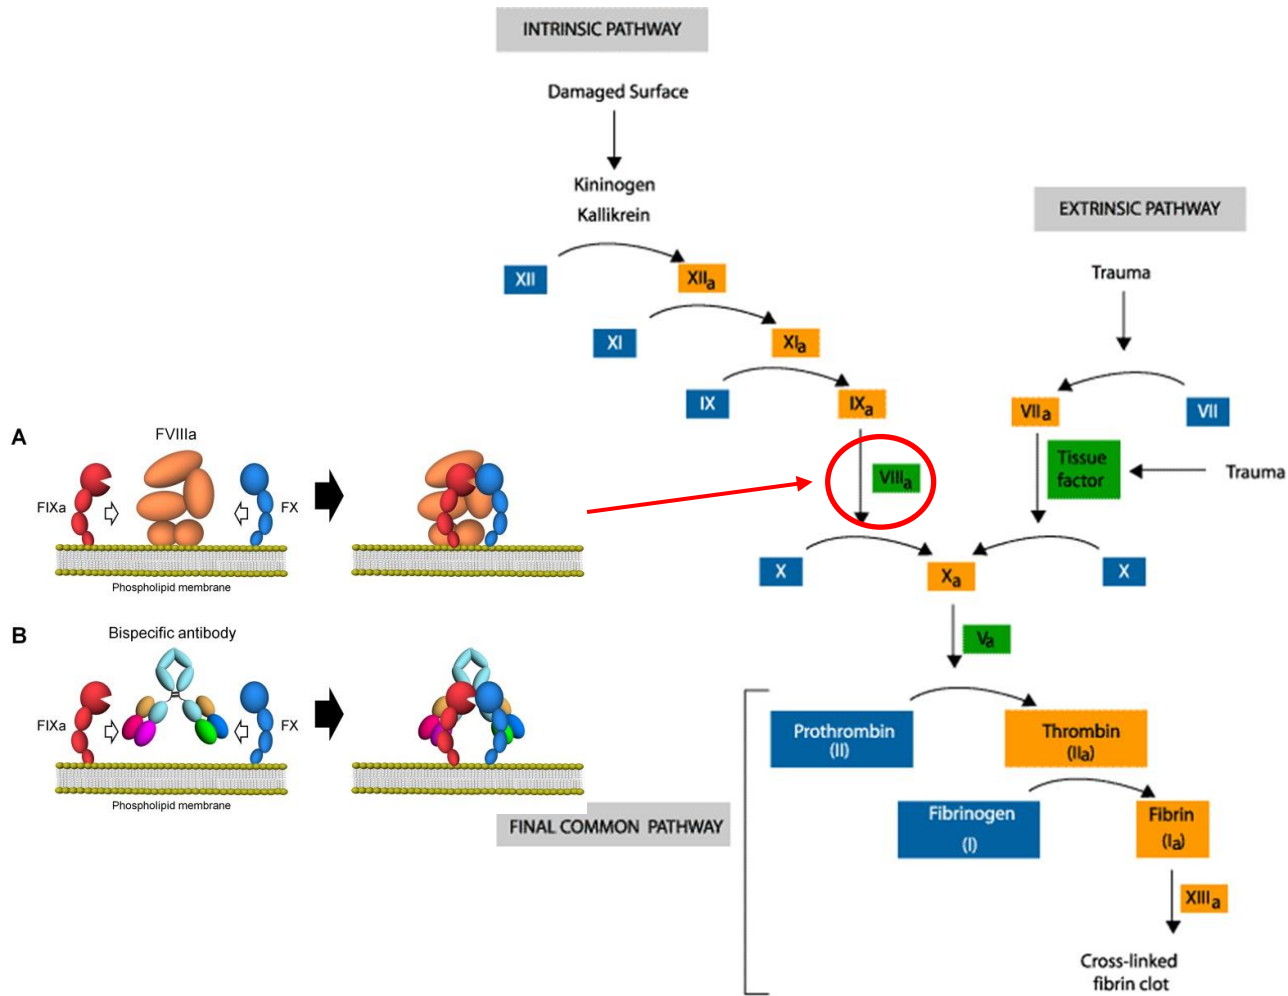 INTRINSIC PATHWAY
Damaged Surface
Kininogen
Kallikrein
EXTRINSIC PATHWAY
Trauma
XII
XIIa
XI
XIa
IX
IXa
VIIa
VII
VIIIa
Tissue
factor
Trauma
X
Xa
X
Va
A
FVIIIa
FIXa
FX
Phospholipid membrane
B
Bispecific antibody
FIXa
FX
Phospholipid membrane
FINAL COMMON PATHWAY
Prothrombin
(II)
Thrombin
(IIa)
Fibrinogen
(I)
Fibrin
(Ia)
XIIIa
Cross-linked
fibrin clot